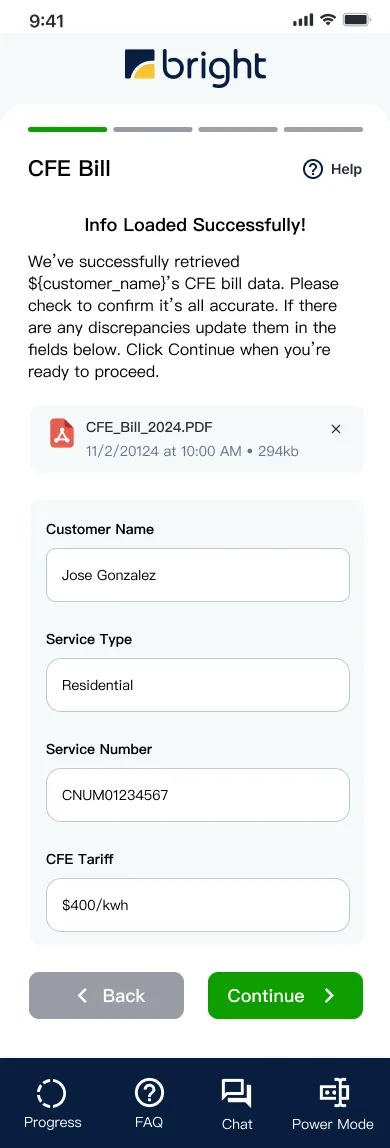 9:41
bright
CFE Bill
Help
Info Loaded Successfully!
We've successfully retrieved
${customer_name}'s CFE bill data. Please
check to confirm it's all accurate. If there
are any discrepancies update them in the
fields below. Click Continue when you're
ready to proceed.
CFE_Bill_2024.PDF
11/2/20124 at 10:00 AM • 294kb
Customer Name
Jose Gonzalez
Service Type
Residential
Service Number
CNUM01234567
CFE Tariff
$400/kwh
Back
Continue
Progress
FAQ
Chat
Power Mode